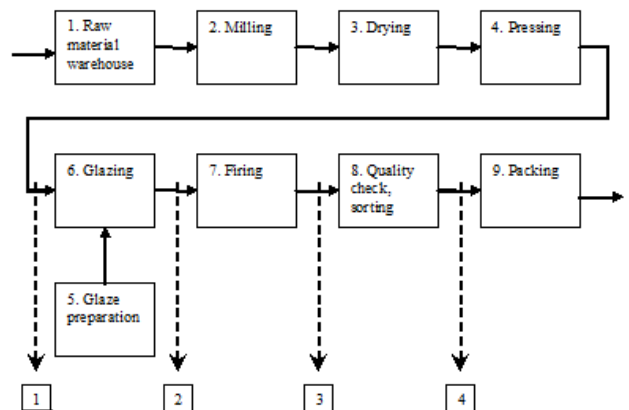 1. Raw
material
warehouse
2. Milling
3. Drying
4. Pressing
6. Glazing
7. Firing
8. Quality
check,
sorting
9. Packing
5. Glaze
preparation
1
2
3
4